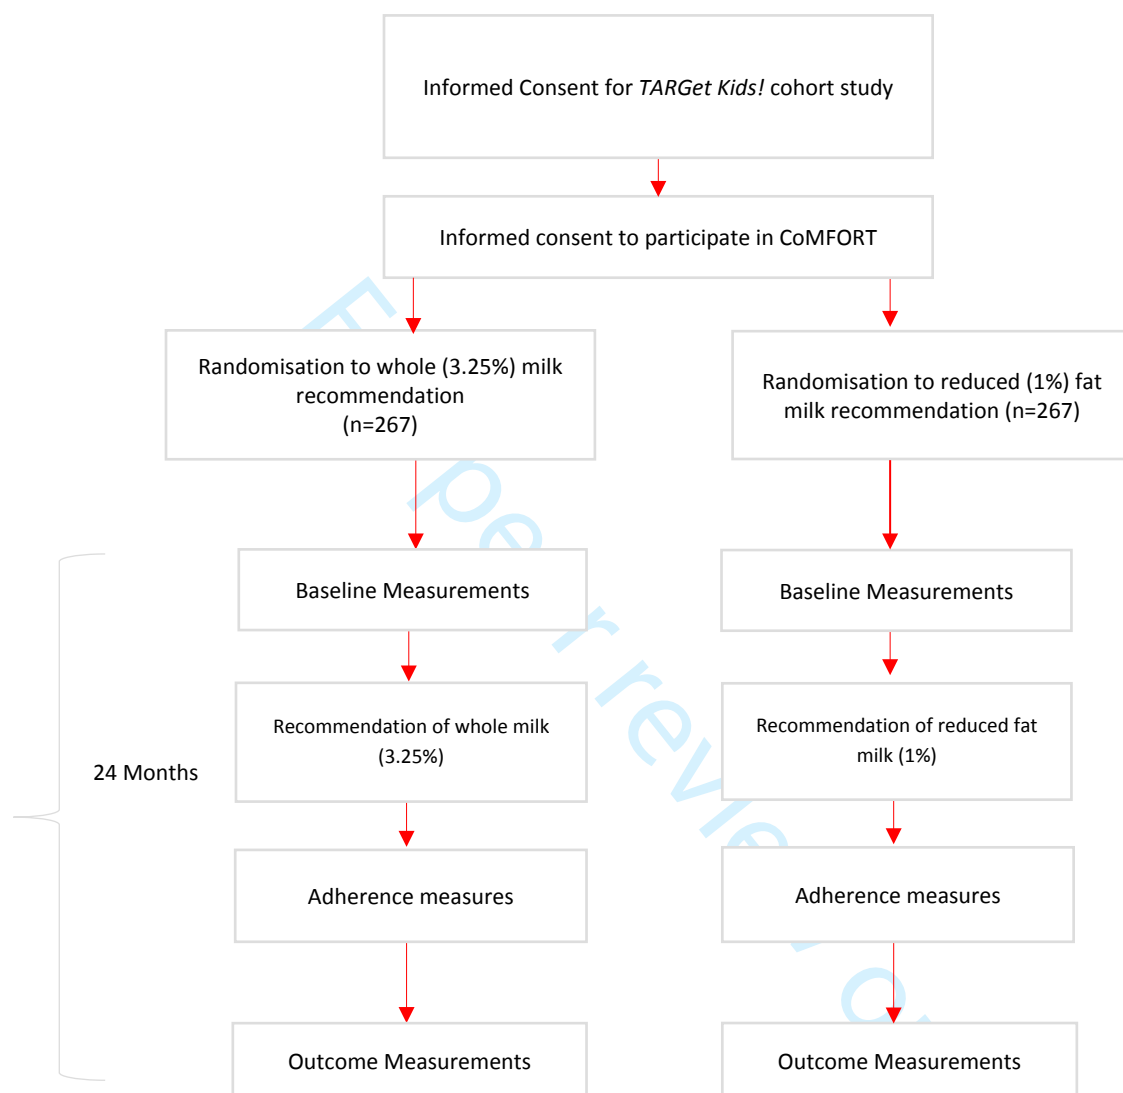 Informed Consent for TARGet Kids! cohort study
Informed consent to participate in CoMFORT
Randomisation to whole (3.25%) milk
recommendation
(n=267)
Randomisation to reduced (1%) fat
milk recommendation (n=267)
Baseline Measurements
Baseline Measurements
Recommendation of whole milk
(3.25%)
Recommendation of reduced fat
milk (1%)
24 Months
Adherence measures
Adherence measures
Outcome Measurements
Outcome Measurements